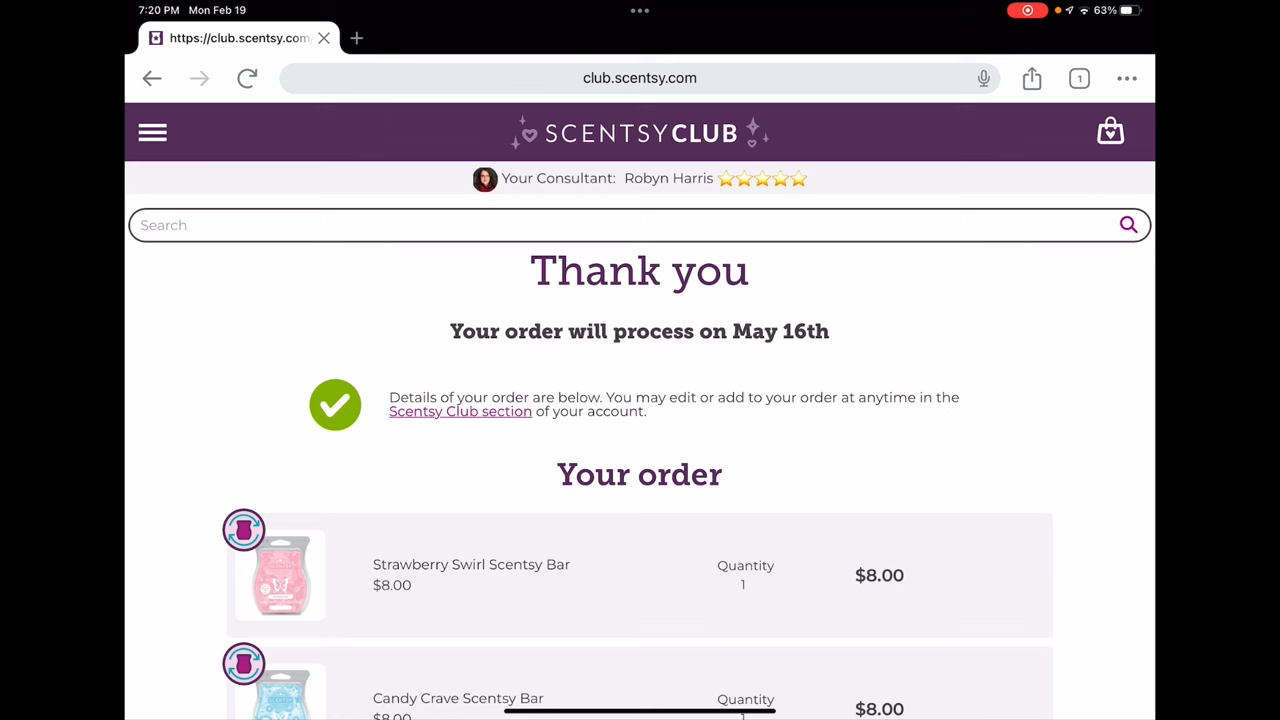 7:20 PM Mon Feb 19
63%
https://club.scentsy.com
club.scentsy.com
1
SCENTSYCLUB
Your Consultant: Robyn Harris
Search
Thank you
Your order will process on May 16th
Details of your order are below. You may edit or add to your order at anytime in the
Scentsy Club section of your account.
Your order
Strawberry Swirl Scentsy Bar
$8.00
Quantity
1
$8.00
Candy Crave Scentsy Bar
$8.00
Quantity
1
$8.00